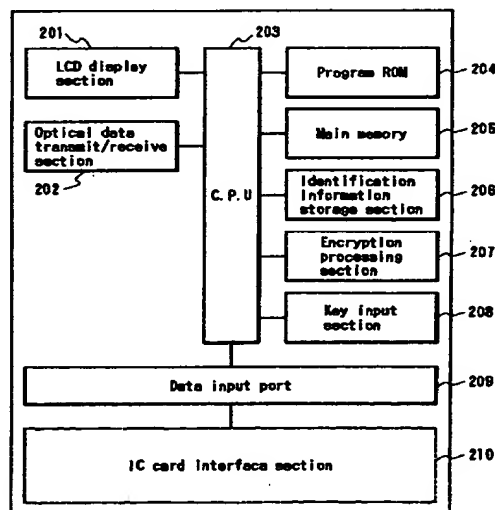 201
LCD display
section
203
Program ROM
204
Optical data
transmit/receive
section
202
C.P.U
Main memory
205
Identification
information
storage section
206
Encryption
processing
section
207
Key input
section
208
Data input port
209
IC card interface section
210